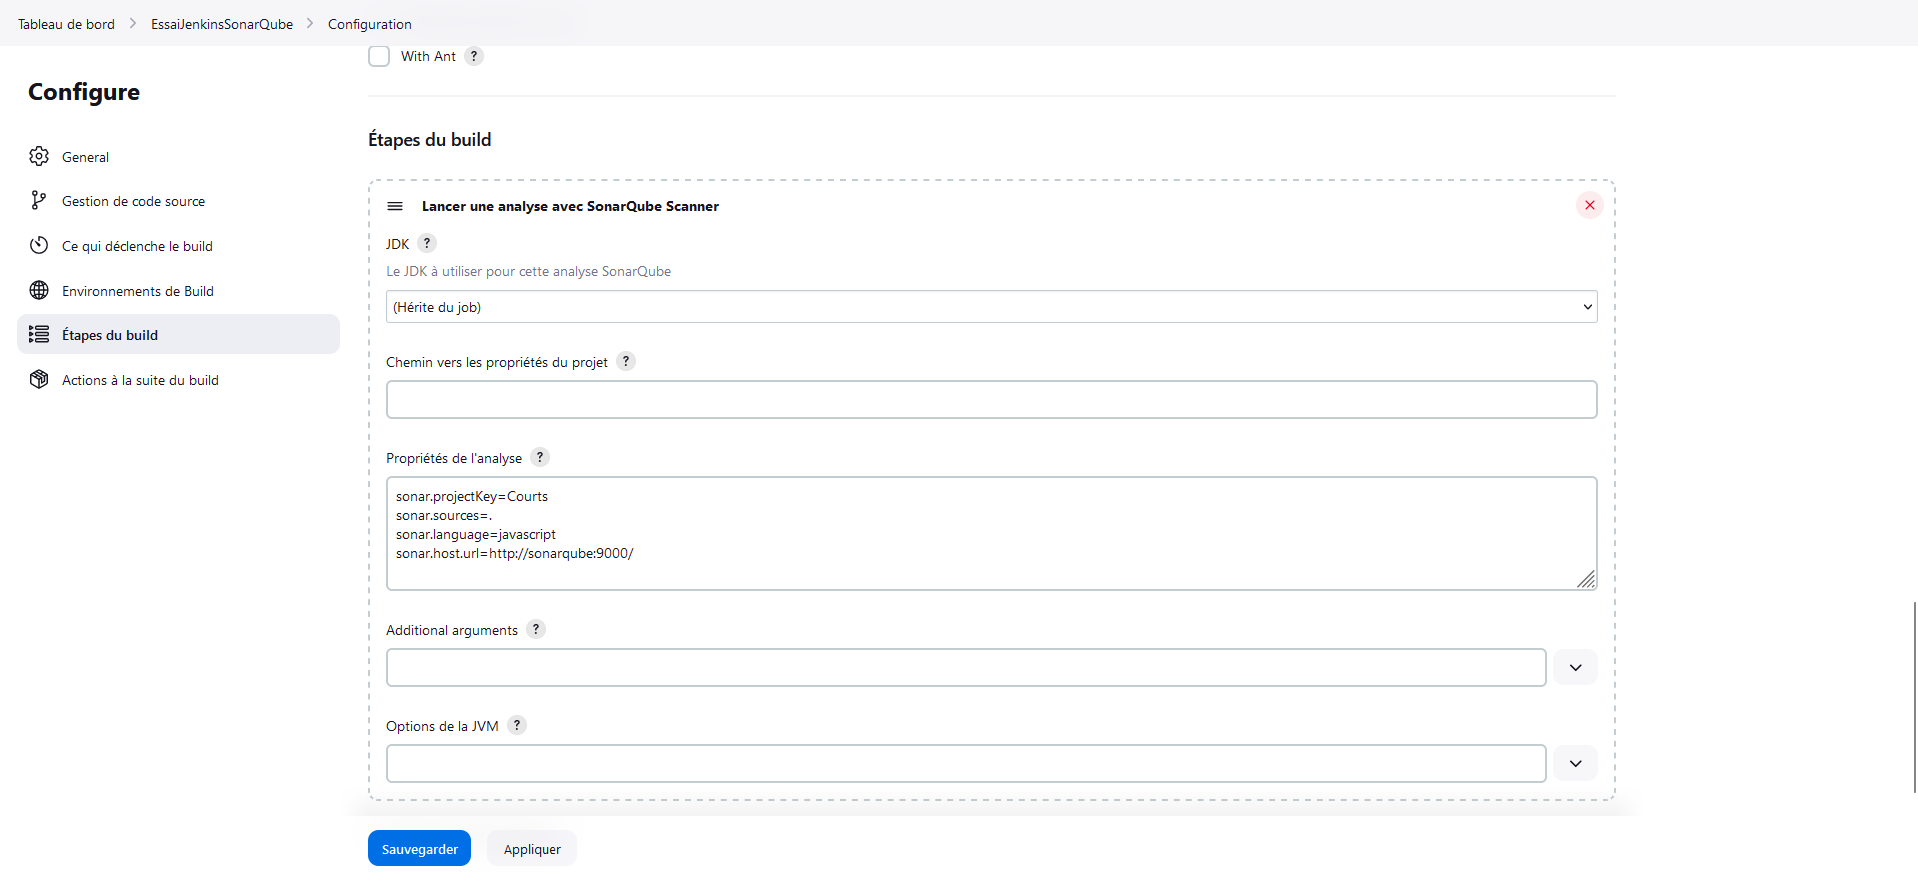 Tableau de bord > EssaiJenkinsSonarQube > Configuration
With Ant ?
Configure
General
Gestion de code source
Ce qui déclenche le build
Environnements de Build
Étapes du build
Actions à la suite du build
Étapes du build
Lancer une analyse avec SonarQube Scanner
JDK ?
Le JDK à utiliser pour cette analyse SonarQube
(Hérite du job)
Chemin vers les propriétés du projet ?
Propriétés de l'analyse ?
sonar.projectKey=Courts
sonar.sources=.
sonar.language=javascript
sonar.host.url=http://sonarqube:9000/
Additional arguments ?
Options de la JVM ?
Sauvegarder
Appliquer